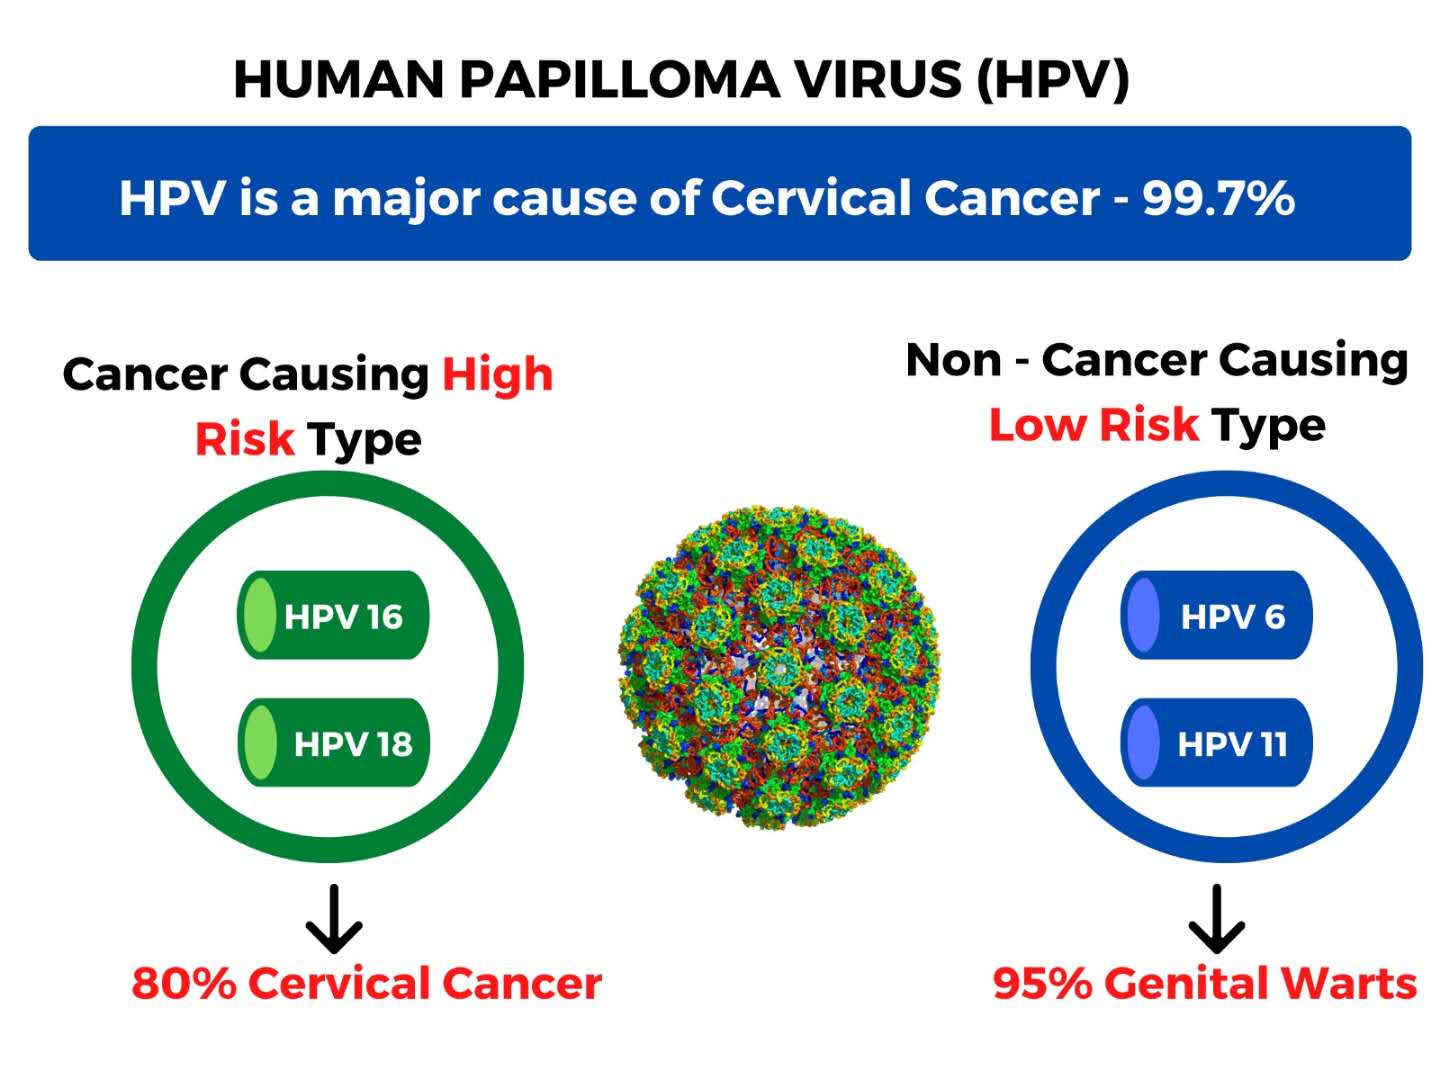 HUMAN PAPILLOMA VIRUS (HPV)
HPV is a major cause of Cervical Cancer - 99.7%
Cancer Causing High
Risk Type
HPV 16
HPV 18
80% Cervical Cancer
Non - Cancer Causing
Low Risk Type
HPV 6
HPV 11
95% Genital Warts